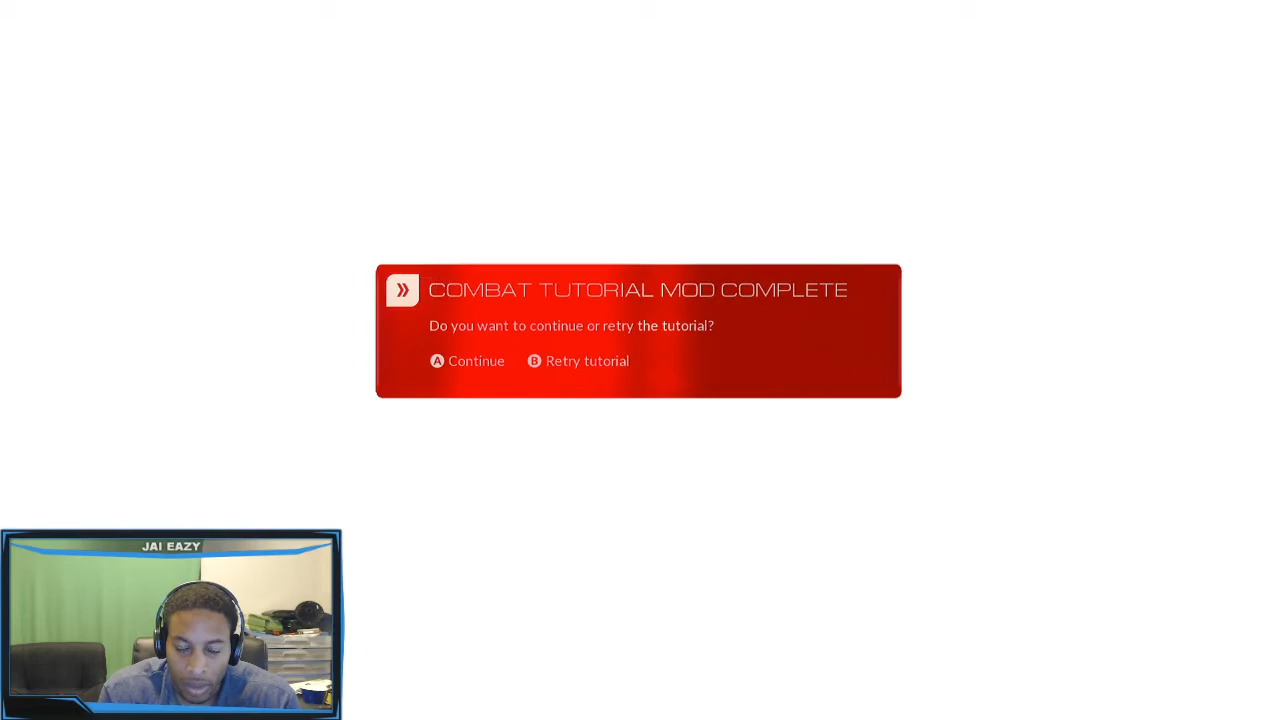 COMBAT TUTORIAL MOD COMPLETE
Do you want to continue or retry the tutorial?
A Continue B Retry tutorial
JAI EAZY